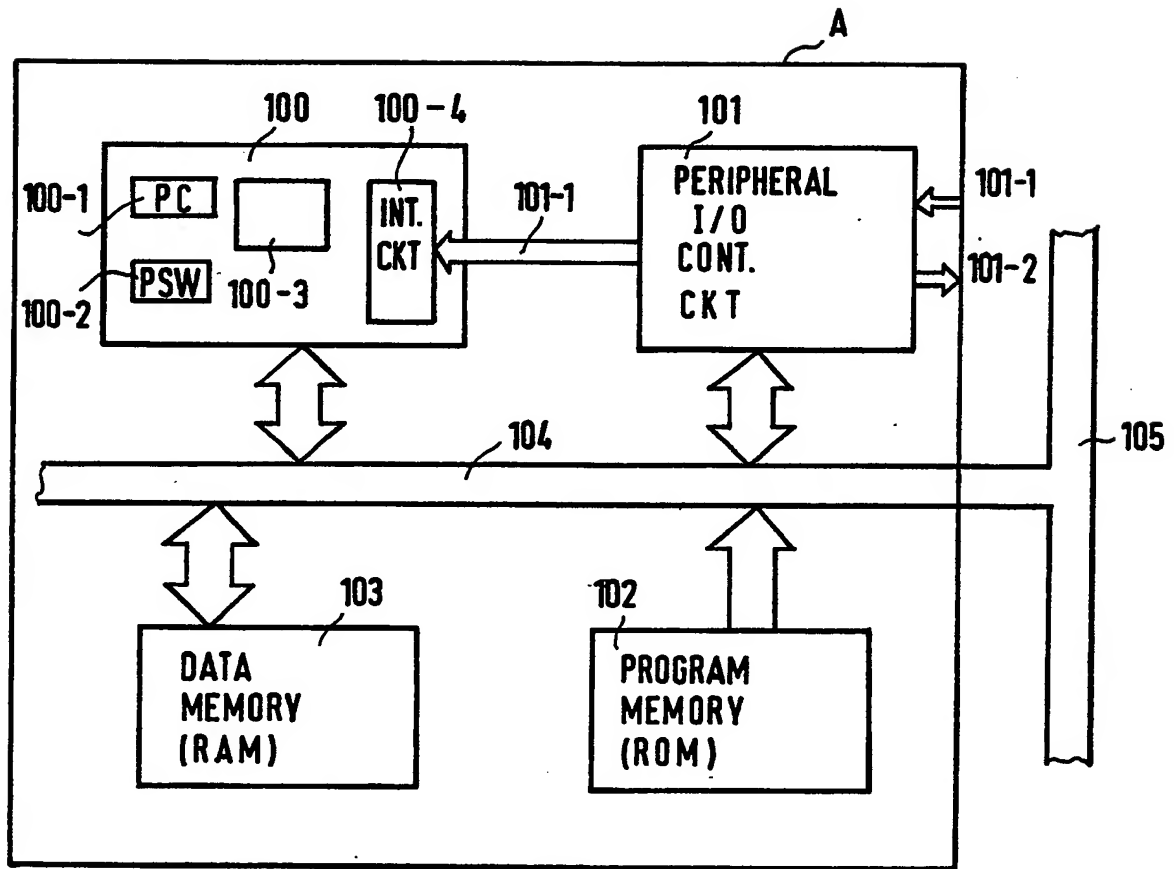 A
100
100-4
101
100-1
PC
INT.
CKT
101-1
PERIPHERAL
I/O
CONT.
CKT
101-1
101-2
PSW
100-2
100-3
104
105
103
102
DATA
MEMORY
(RAM)
PROGRAM
MEMORY
(ROM)